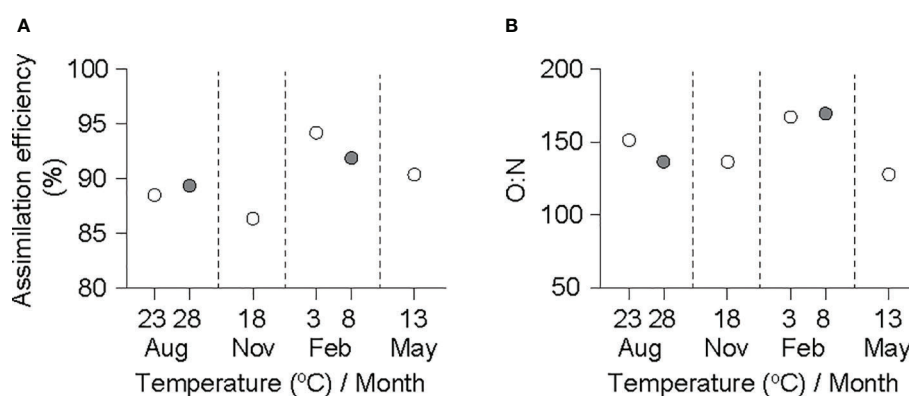 A
Assimilation efficiency
(%)
100
95
90
85
80
23 28 18 3 8 13
Aug Nov Feb May
Temperature (°C) / Month
B
O:N
200
150
100
50
23 28 18 3 8 13
Aug Nov Feb May
Temperature (°C) / Month